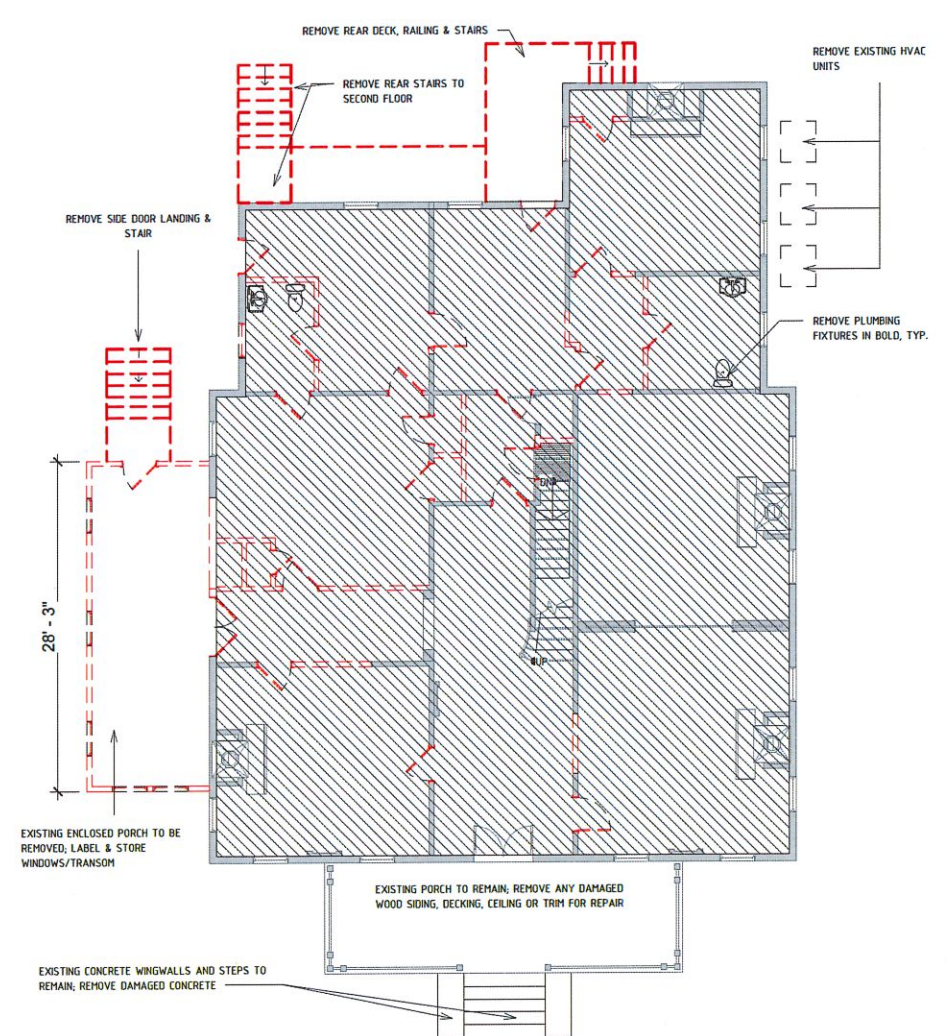 REMOVE REAR DECK, RAILING & STAIRS
REMOVE EXISTING HVAC
UNITS
REMOVE REAR STAIRS TO
SECOND FLOOR
REMOVE SIDE DOOR LANDING &
STAIR
REMOVE PLUMBING
FIXTURES IN BOLD, TYP.
DN
28' - 3"
UP
EXISTING ENCLOSED PORCH TO BE
REMOVED; LABEL & STORE
WINDOWS/TRANSOM
EXISTING PORCH TO REMAIN; REMOVE ANY DAMAGED
WOOD SIDING, DECKING, CEILING OR TRIM FOR REPAIR
EXISTING CONCRETE WINGWALLS AND STEPS TO
REMAIN; REMOVE DAMAGED CONCRETE